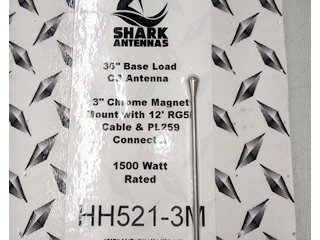 SHARK
ANTENNAS
36" Base Load
CB Antenna
3" Chrome Magnet
Mount with 12' RG58
Cable & PL259
Connector
1500 Watt
Rated
HH521-3M